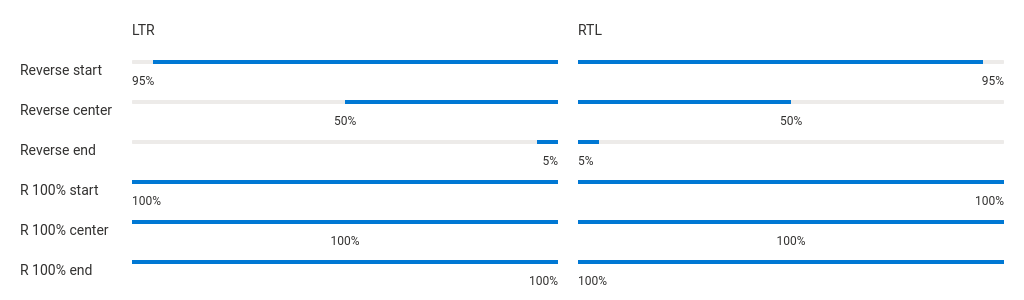 LTR RTL
Reverse start
95% 95%
Reverse center
50% 50%
Reverse end
5% 5%
R 100% start
100% 100%
R 100% center
100% 100%
R 100% end
100% 100%